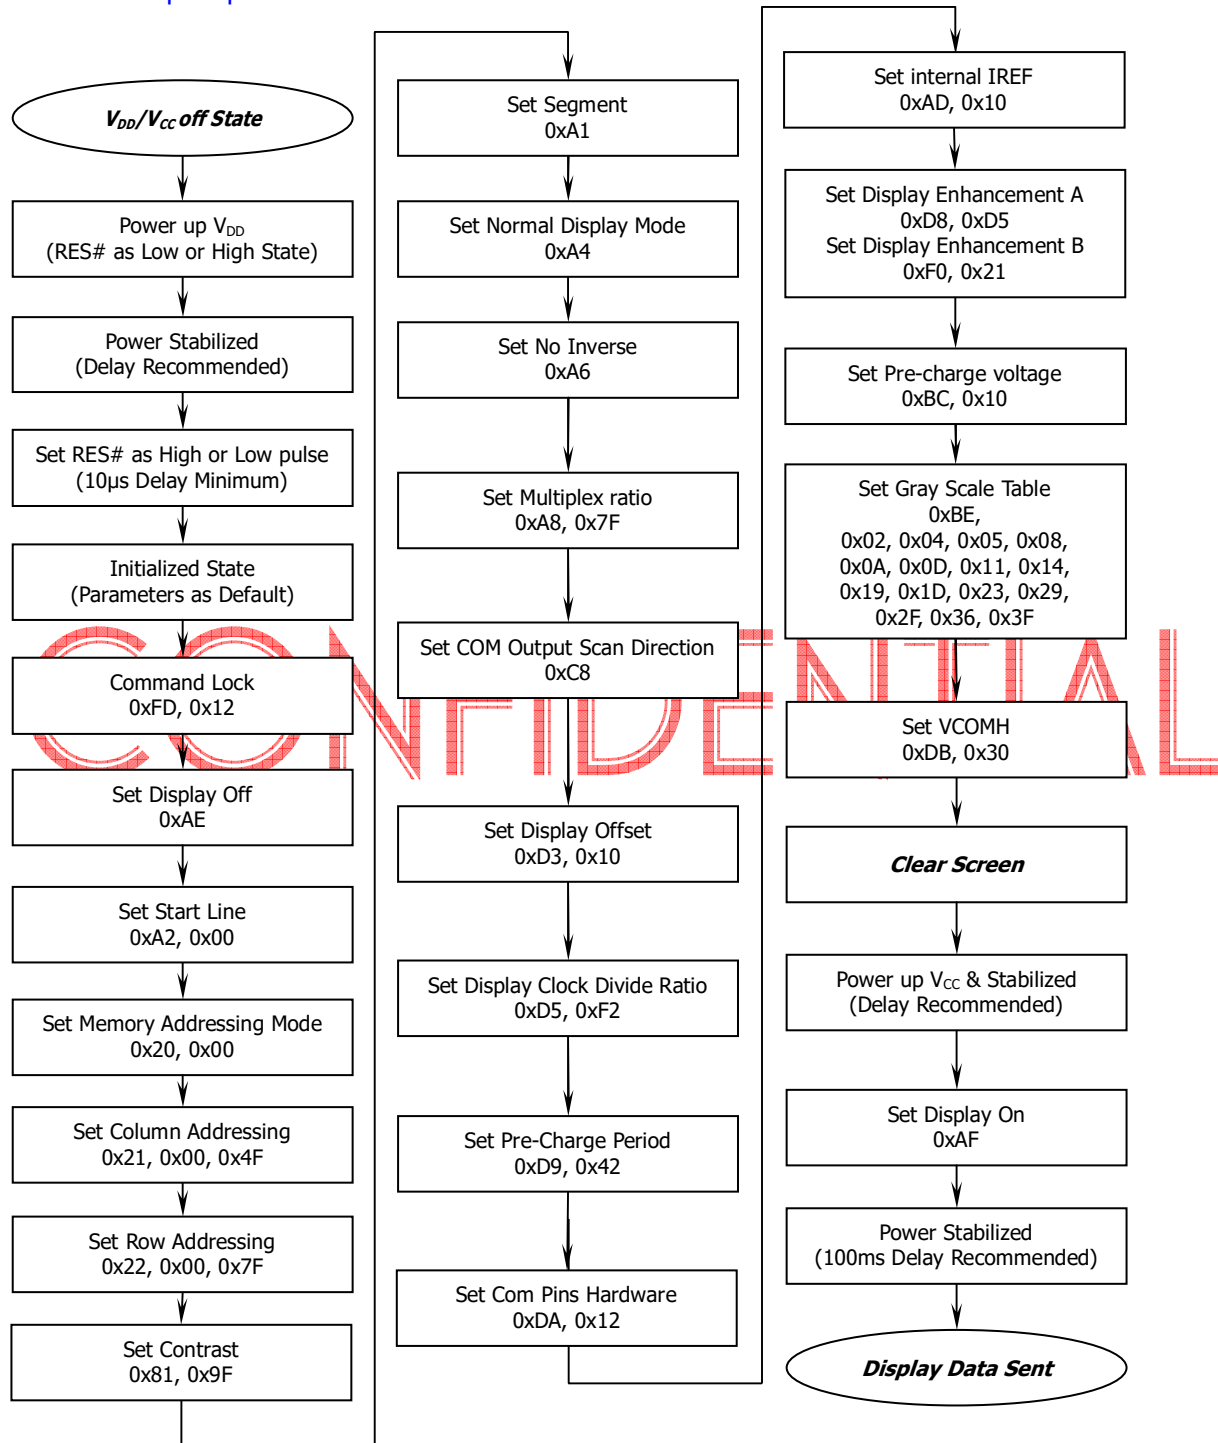 V_DD/V_CC off State
Power up V_DD
(RES# as Low or High State)
Power Stabilized
(Delay Recommended)
Set RES# as High or Low pulse
(10µs Delay Minimum)
Initialized State
(Parameters as Default)
Command Lock
0xFD, 0x12
Set Display Off
0xAE
Set Start Line
0xA2, 0x00
Set Memory Addressing Mode
0x20, 0x00
Set Column Addressing
0x21, 0x00, 0x4F
Set Row Addressing
0x22, 0x00, 0x7F
Set Contrast
0x81, 0x9F
Set Segment
0xA1
Set Normal Display Mode
0xA4
Set No Inverse
0xA6
Set Multiplex ratio
0xA8, 0x7F
Set COM Output Scan Direction
0xC8
Set Display Offset
0xD3, 0x10
Set Display Clock Divide Ratio
0xD5, 0xF2
Set Pre-Charge Period
0xD9, 0x42
Set Com Pins Hardware
0xDA, 0x12
Set internal IREF
0xAD, 0x10
Set Display Enhancement A
0xD8, 0xD5
Set Display Enhancement B
0xF0, 0x21
Set Pre-charge voltage
0xBC, 0x10
Set Gray Scale Table
0xBE,
0x02, 0x04, 0x05, 0x08,
0x0A, 0x0D, 0x11, 0x14,
0x19, 0x1D, 0x23, 0x29,
0x2F, 0x36, 0x3F
Set VCOMH
0xDB, 0x30
Clear Screen
Power up V_CC & Stabilized
(Delay Recommended)
Set Display On
0xAF
Power Stabilized
(100ms Delay Recommended)
Display Data Sent
CONFIDENTIAL